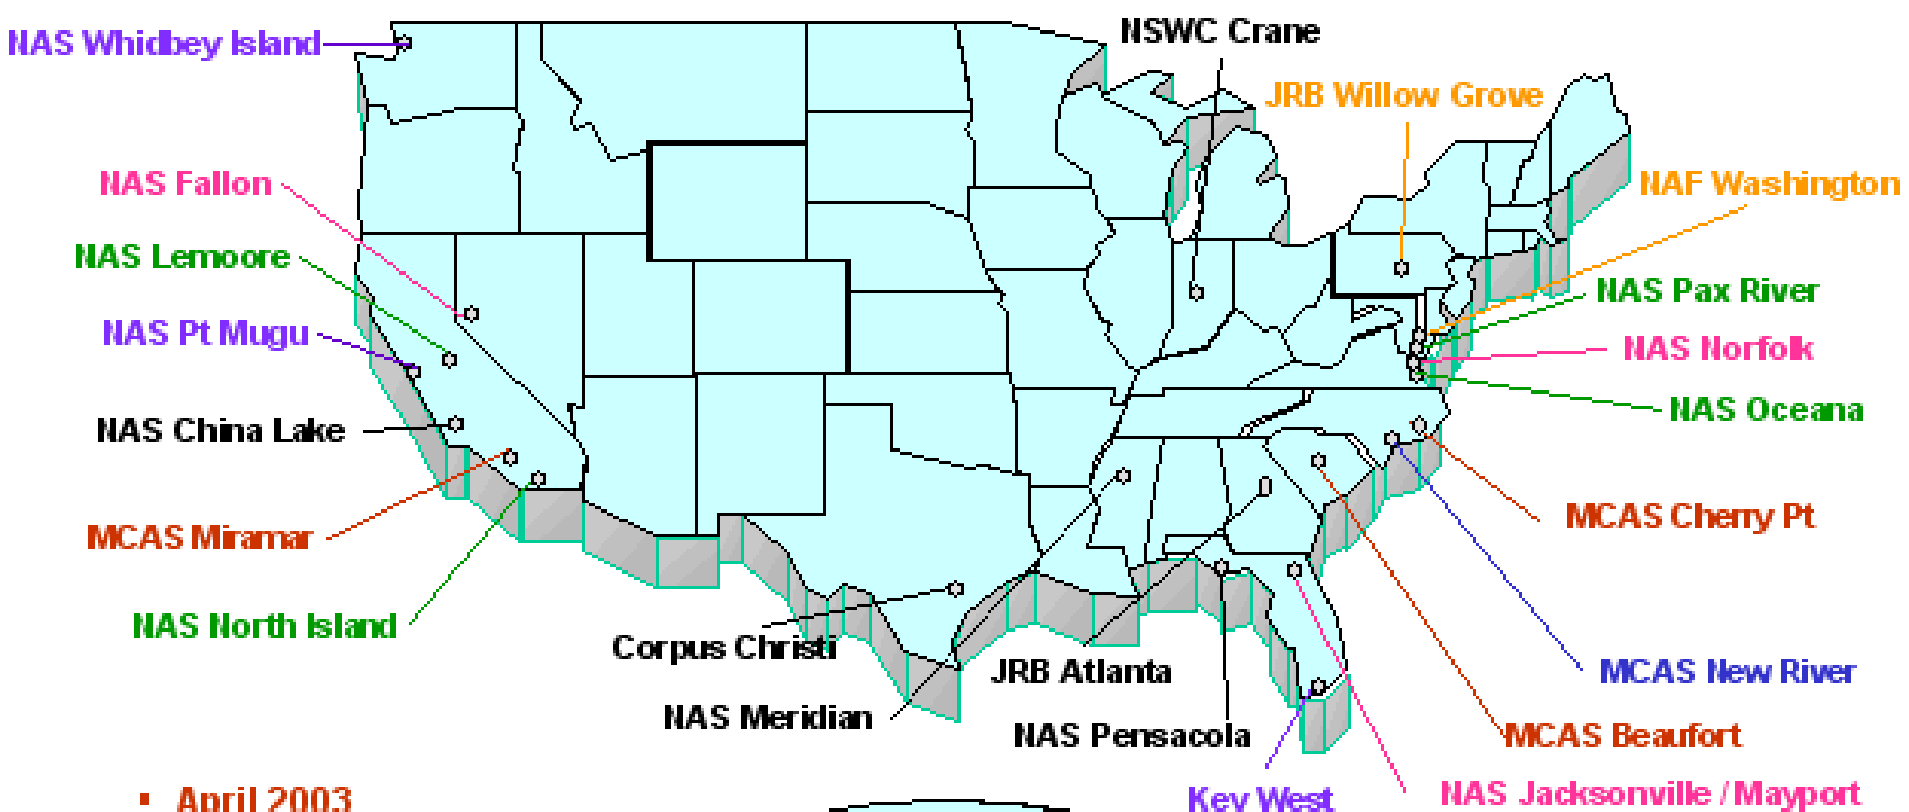 NSWC Crane
NAS Whidbey Island
JRB Willow Grove
NAS Fallon
NAF Washington
NAS Lemoore
NAS Pax River
NAS Pt Mugu
NAS Norfolk
NAS Oceana
NAS China Lake
MCAS Cherry Pt
MCAS Miramar
NAS North Island
Corpus Christi
JRB Atlanta
MCAS New River
NAS Meridian
NAS Pensacola
MCAS Beaufort
Key West
NAS Jacksonville / Mayport
▪ April 2003